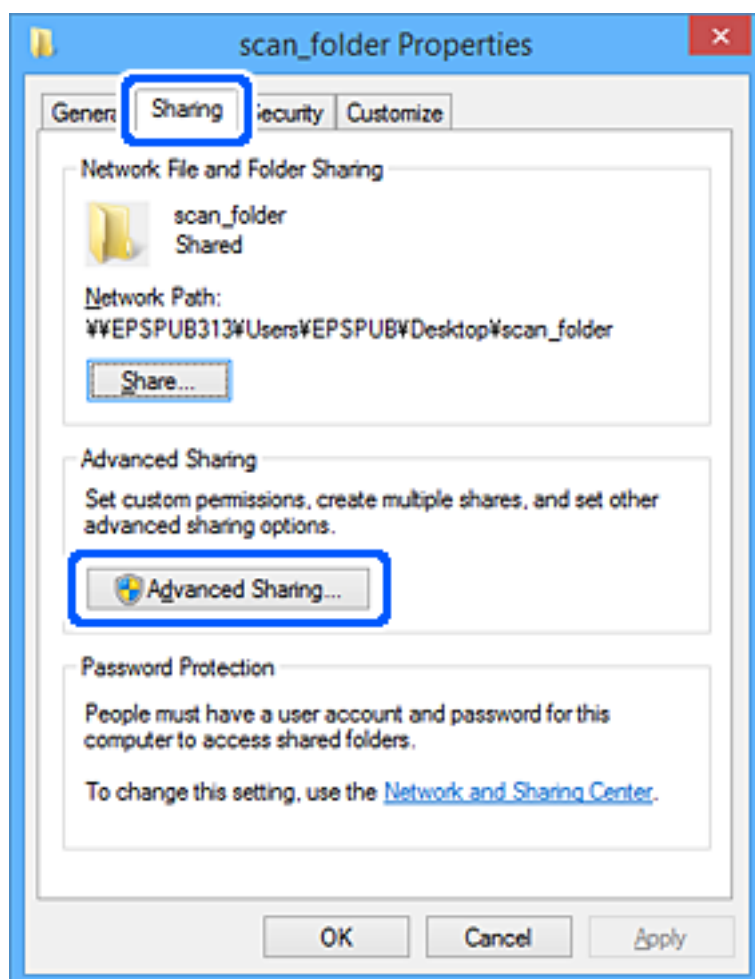 scan_folder Properties
Sharing
Customize
Network File and Folder Sharing
scan_folder
Shared
Network Path:
¥¥EPSPUB313¥Users¥EPSPUB¥Desktop¥scan_folder
Share...
Advanced Sharing
Set custom permissions, create multiple shares, and set other
advanced sharing options.
Advanced Sharing...
Password Protection
People must have a user account and password for this
computer to access shared folders.
To change this setting, use the Network and Sharing Center.
OK Cancel Apply